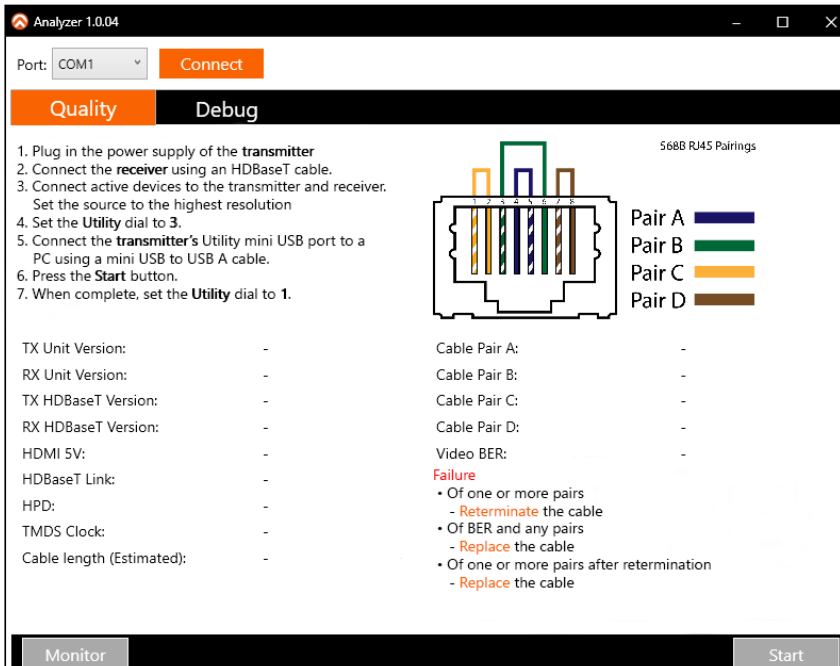 Analyzer 1.0.04
Port: COM1 Connect
Quality Debug
1. Plug in the power supply of the transmitter
2. Connect the receiver using an HDBaseT cable.
3. Connect active devices to the transmitter and receiver.
Set the source to the highest resolution
4. Set the Utility dial to 3.
5. Connect the transmitter's Utility mini USB port to a
PC using a mini USB to USB A cable.
6. Press the Start button.
7. When complete, set the Utility dial to 1.
568B RJ45 Pairings
1 2 3 4 5 6 7 8
Pair A
Pair B
Pair C
Pair D
TX Unit Version: -
RX Unit Version: -
TX HDBaseT Version: -
RX HDBaseT Version: -
HDMI 5V: -
HDBaseT Link: -
HPD: -
TMDS Clock: -
Cable length (Estimated): -
Cable Pair A: -
Cable Pair B: -
Cable Pair C: -
Cable Pair D: -
Video BER: -
Failure
• Of one or more pairs
- Reterminate the cable
• Of BER and any pairs
- Replace the cable
• Of one or more pairs after retermination
- Replace the cable
Monitor Start